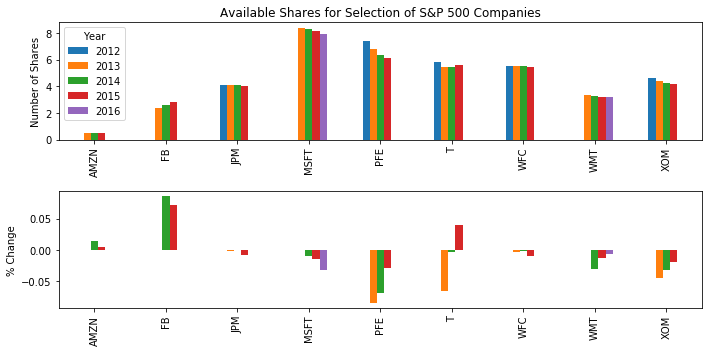 Available Shares for Selection of S&P 500 Companies
Number of Shares
8
6
4
2
0
Year
2012
2013
2014
2015
2016
AMZN
FB
JPM
MSFT
PFE
T
WFC
WMT
XOM
% Change
0.05
0.00
−0.05
AMZN
FB
JPM
MSFT
PFE
T
WFC
WMT
XOM